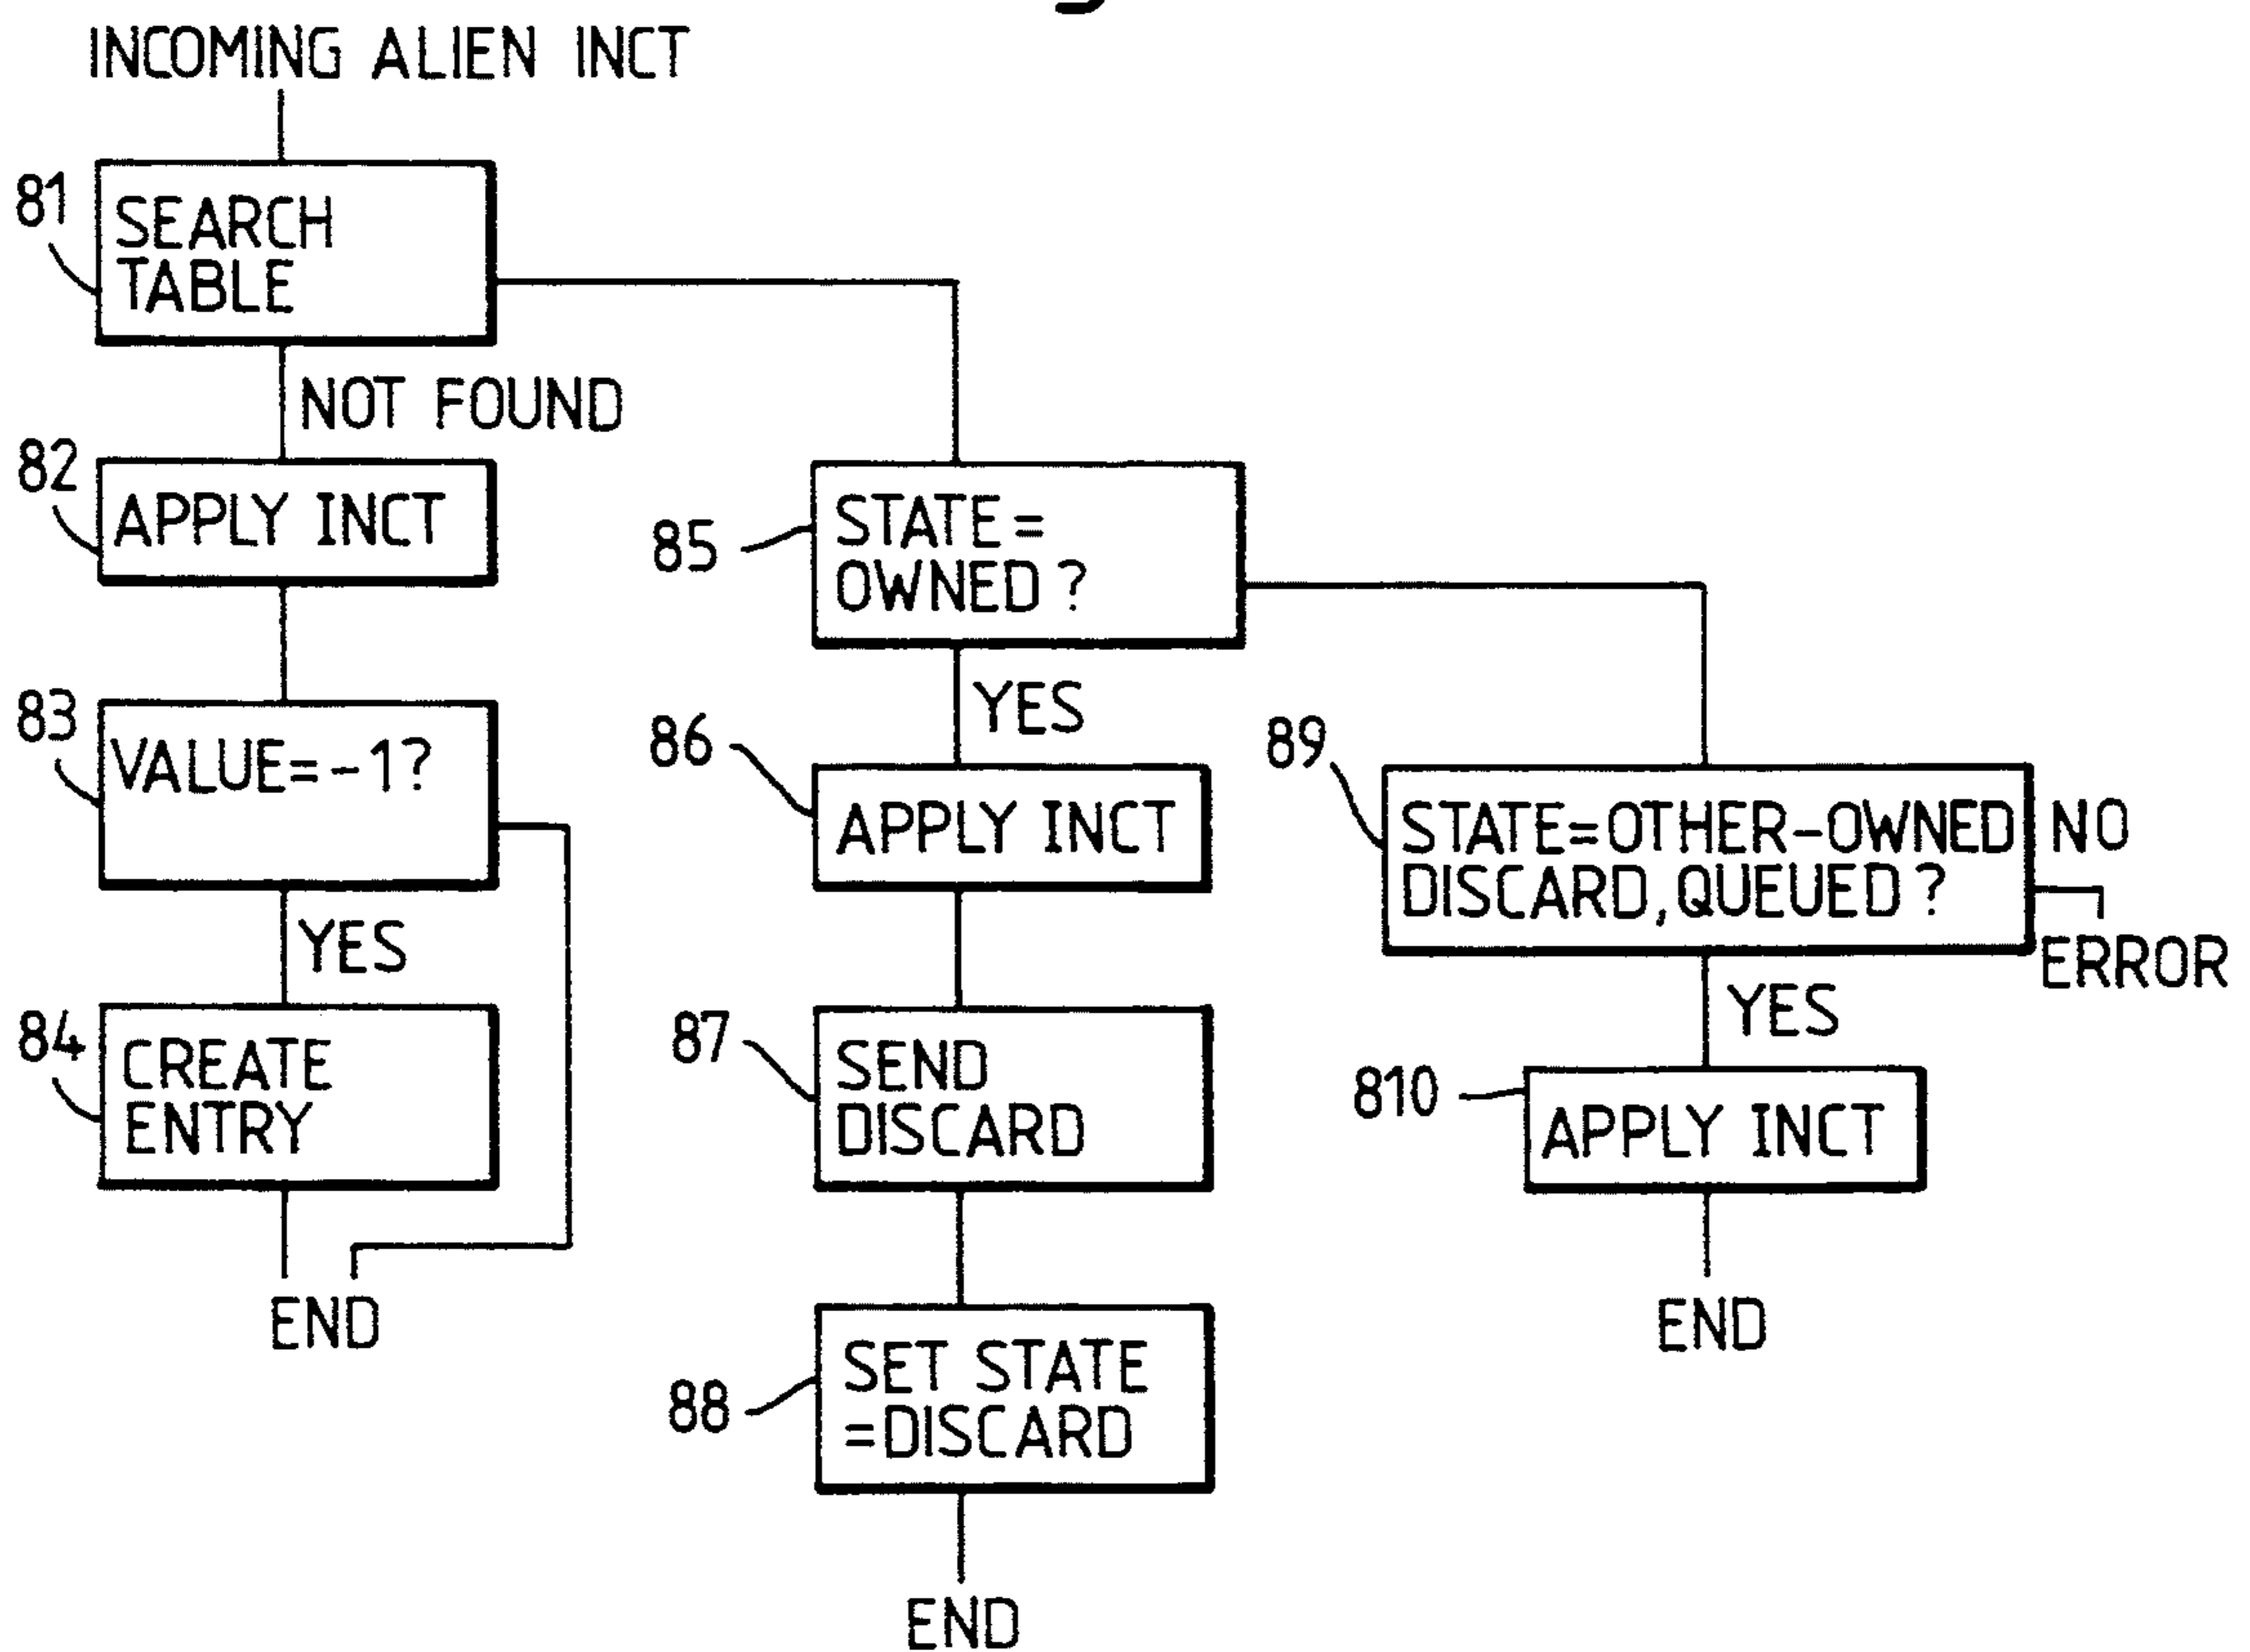 INCOMING ALIEN INCT
81
SEARCH
TABLE
NOT FOUND
82
APPLY INCT
83
VALUE=-1?
YES
84
CREATE
ENTRY
END
85
STATE=
OWNED?
YES
86
APPLY INCT
87
SEND
DISCARD
88
SET STATE
=DISCARD
END
89
STATE=OTHER-OWNED
DISCARD,QUEUED?
NO
ERROR
YES
810
APPLY INCT
END